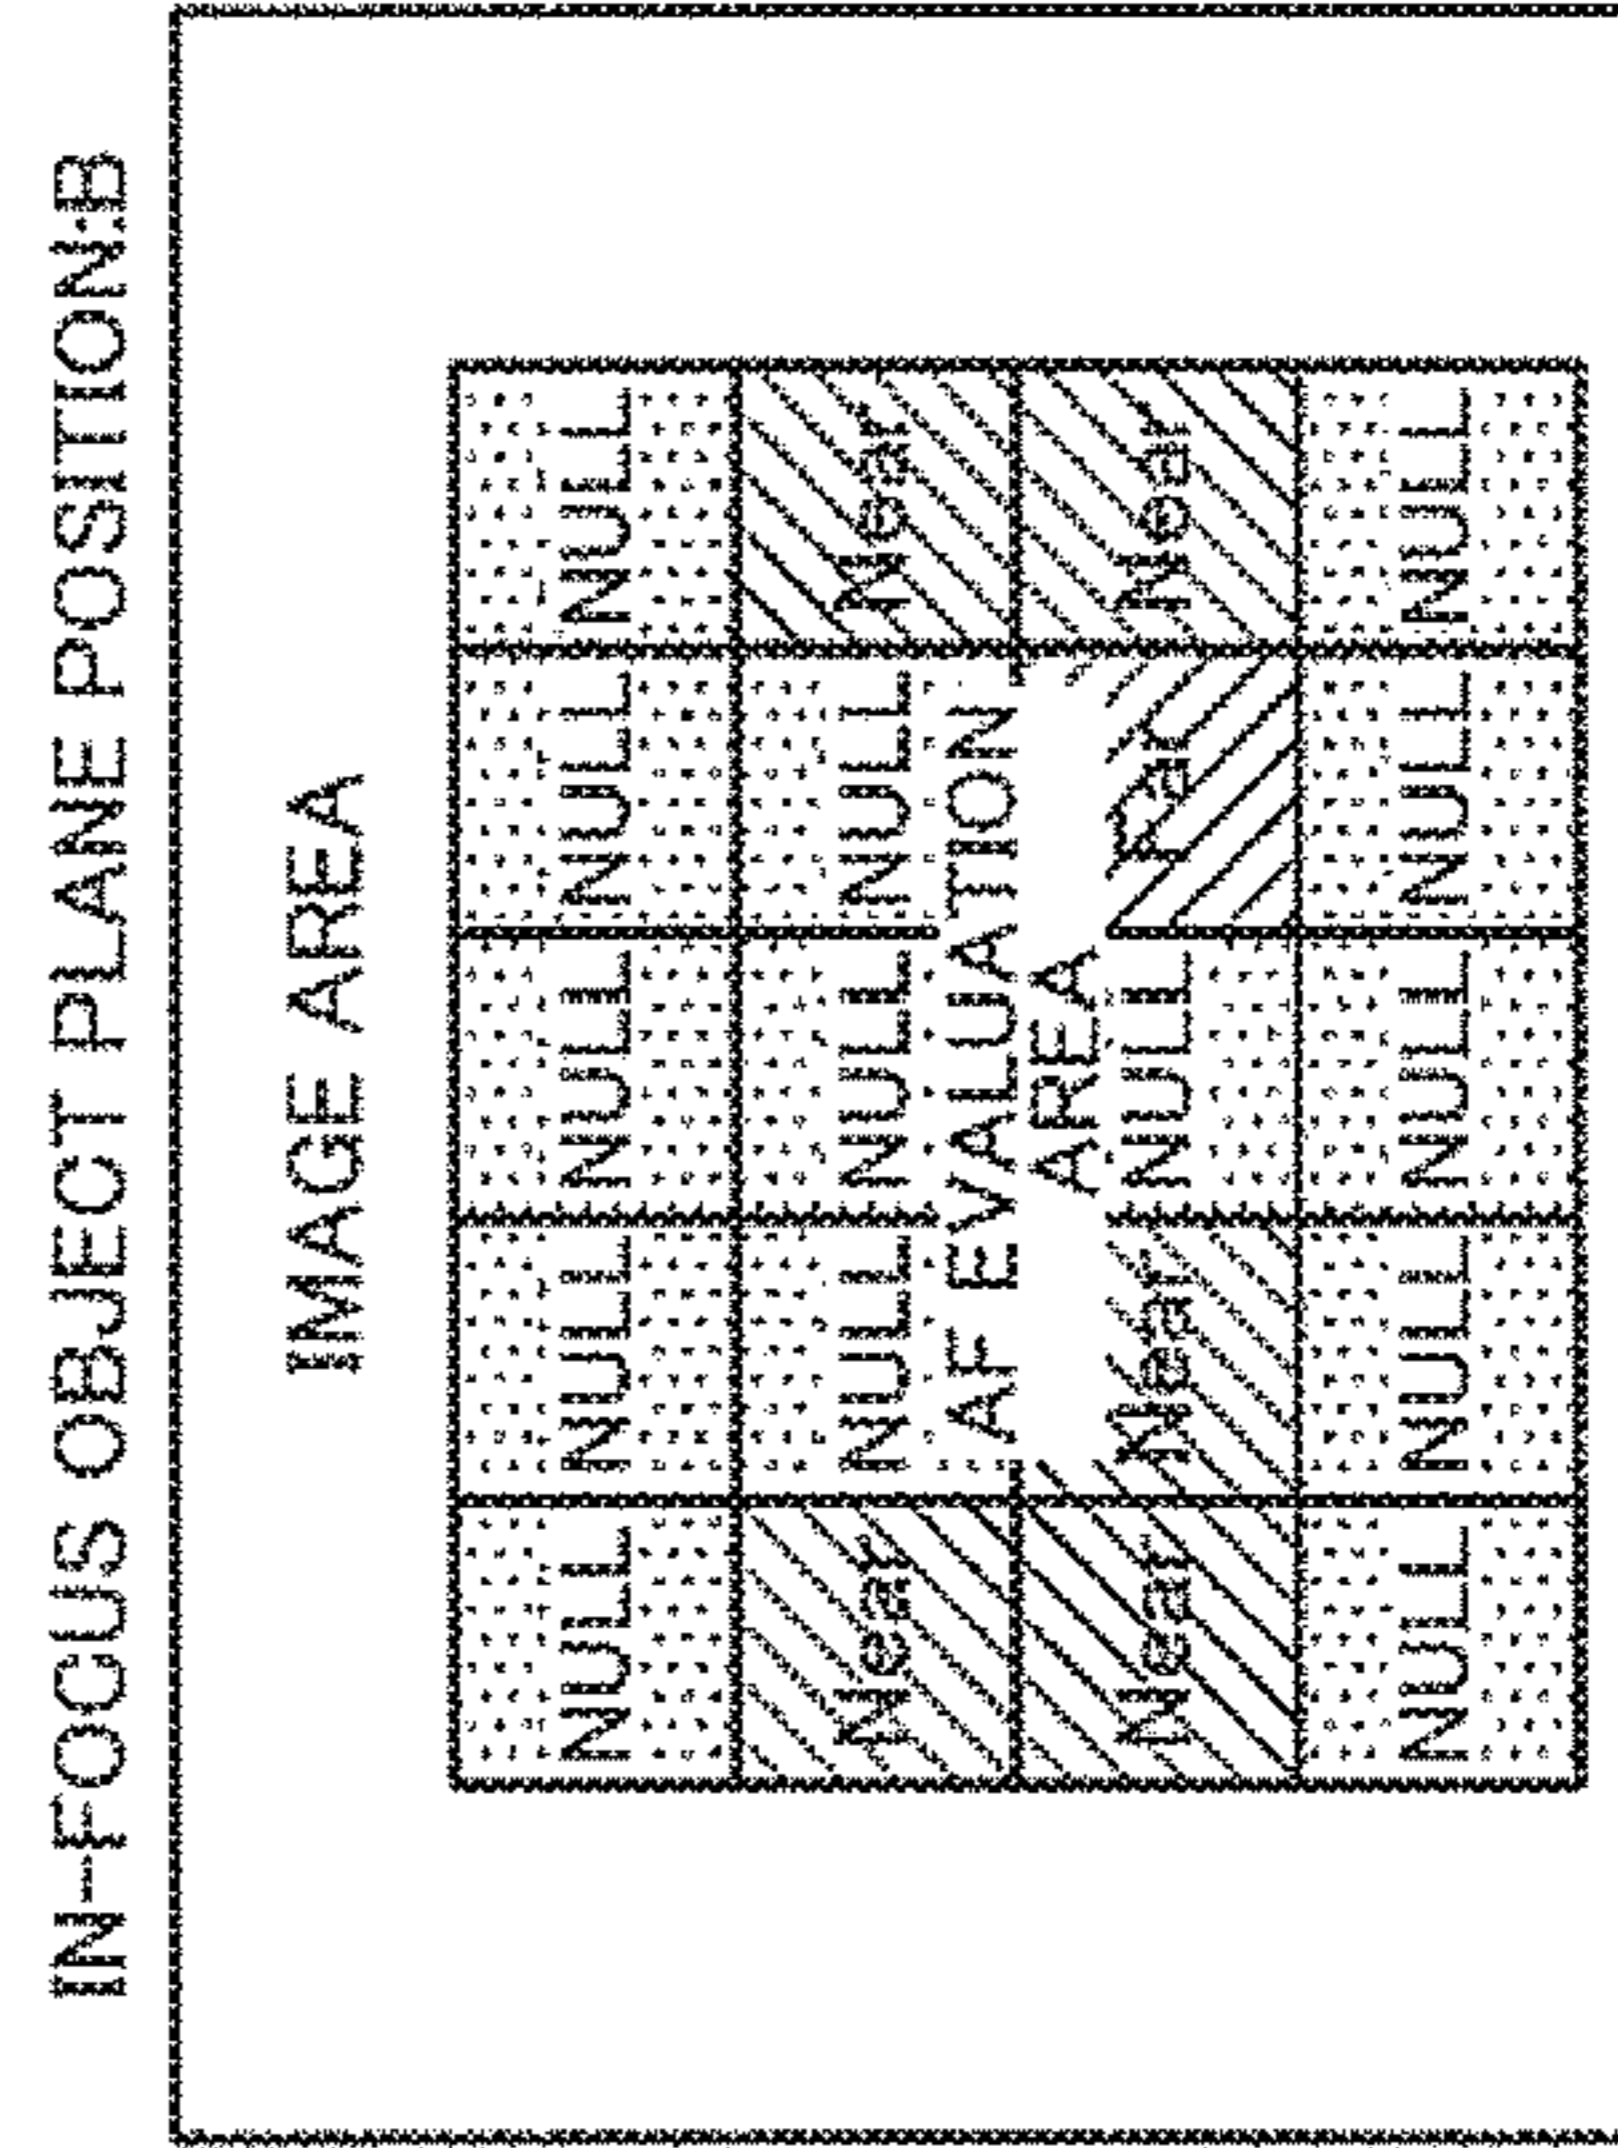 IN-FOCUS OBJECT PLANE POSITION:B
IMAGE AREA
NULL NULL NULL NULL NULL
Near NULL NULL NULL Near
AF EVALUATION
AREA
Near Near NULL Far Near
NULL NULL NULL NULL NULL